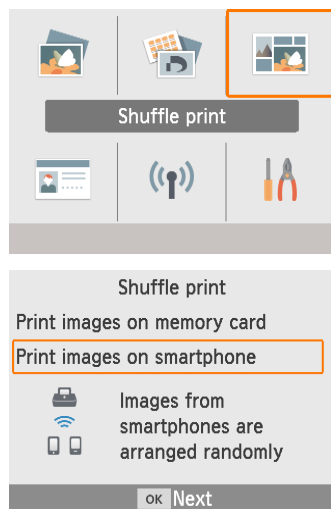 Shuffle print
Shuffle print
Print images on memory card
Print images on smartphone
Images from
smartphones are
arranged randomly
OK Next